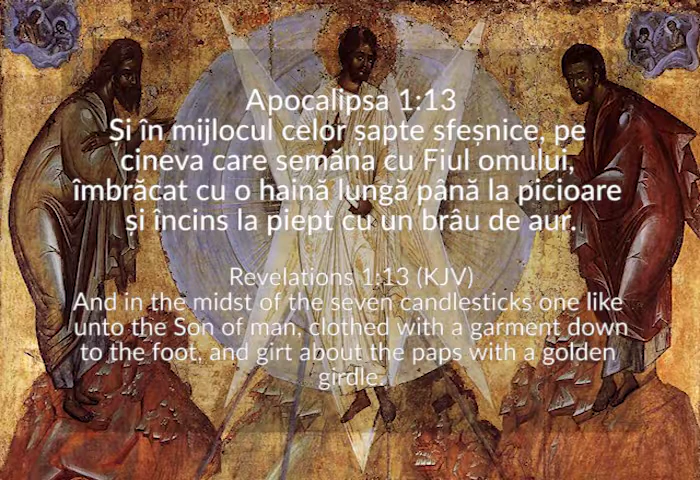 Apocalipsa 1:13
Și în mijlocul celor șapte sfeșnice, pe
cineva care semăna cu Fiul omului,
îmbrăcat cu o haină lungă până la picioare
și încins la piept cu un brâu de aur.
Revelations 1:13 (KJV)
And in the midst of the seven candlesticks one like
unto the Son of man, clothed with a garment down
to the foot, and girt about the paps with a golden
girdle.